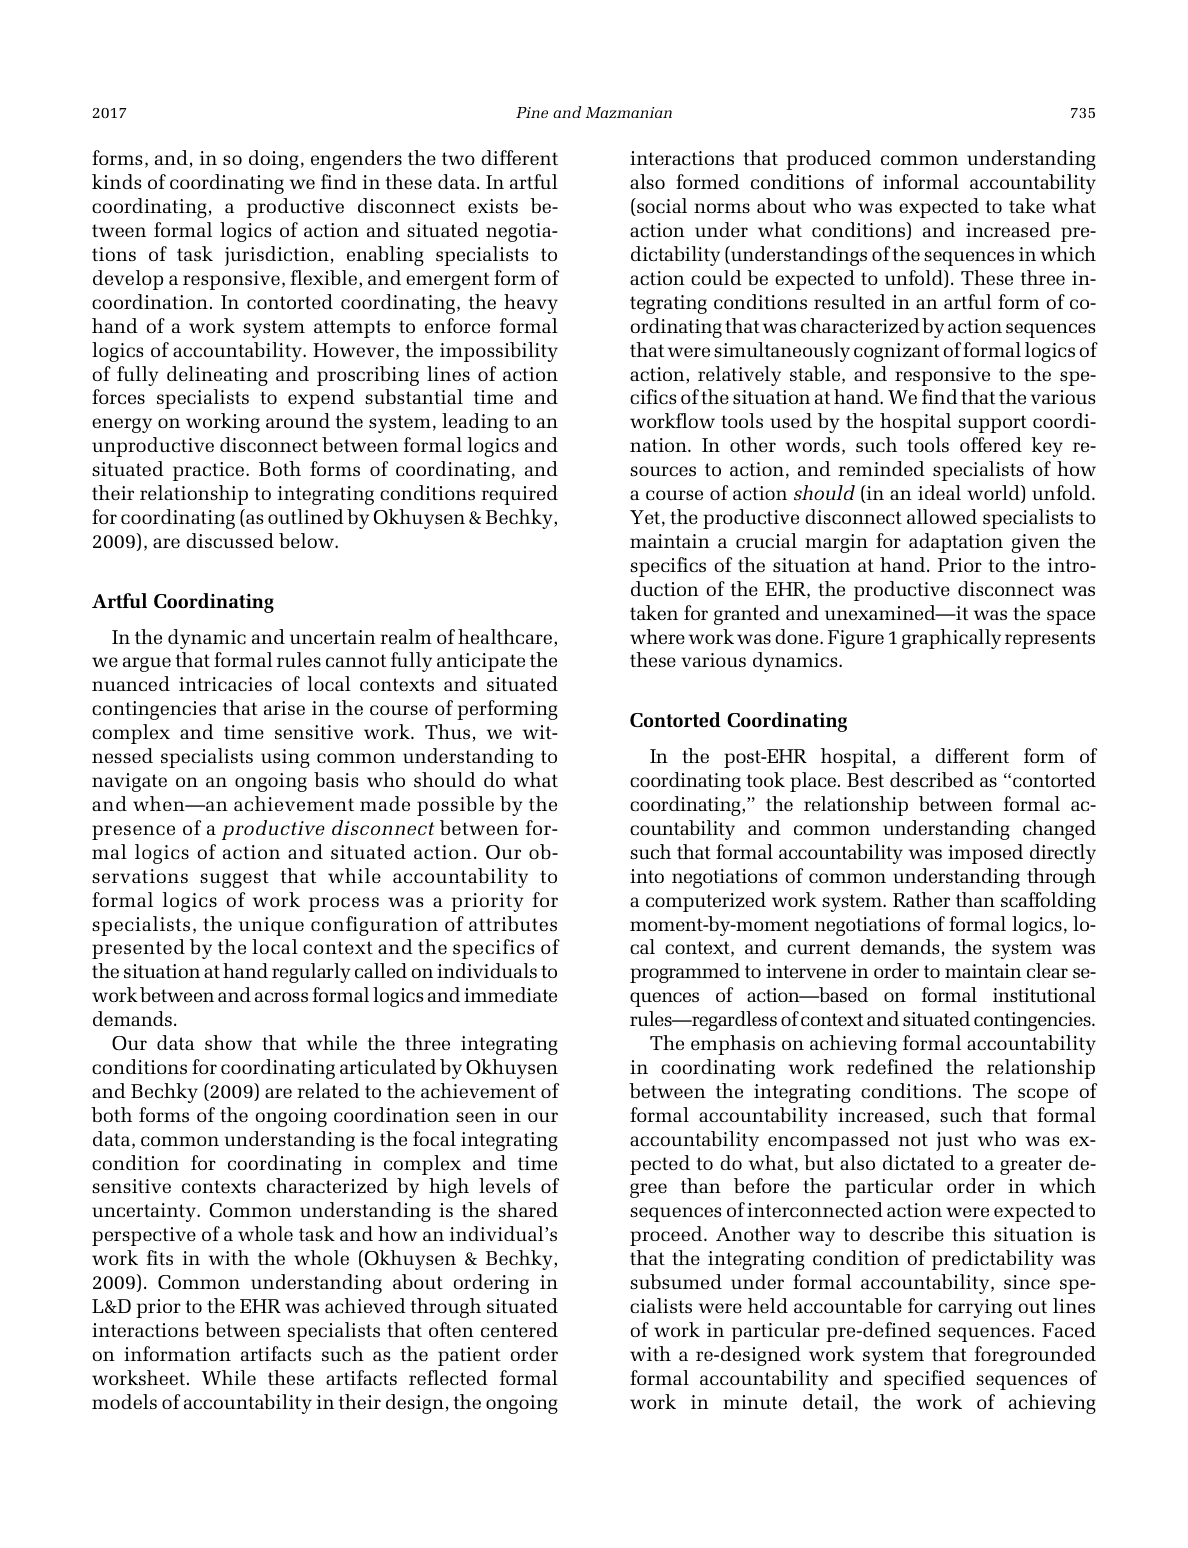 2017
Pine and Mazmanian
735
forms, and, in so doing, engenders the two different
kinds of coordinating we find in these data. In artful
coordinating, a productive disconnect exists be-
tween formal logics of action and situated negotia-
tions of task jurisdiction, enabling specialists to
develop a responsive, flexible, and emergent form of
coordination. In contorted coordinating, the heavy
hand of a work system attempts to enforce formal
logics of accountability. However, the impossibility
of fully delineating and proscribing lines of action
forces specialists to expend substantial time and
energy on working around the system, leading to an
unproductive disconnect between formal logics and
situated practice. Both forms of coordinating, and
their relationship to integrating conditions required
for coordinating (as outlined by Okhuysen & Bechky,
2009), are discussed below.
Artful Coordinating
In the dynamic and uncertain realm of healthcare,
we argue that formal rules cannot fully anticipate the
nuanced intricacies of local contexts and situated
contingencies that arise in the course of performing
complex and time sensitive work. Thus, we wit-
nessed specialists using common understanding to
navigate on an ongoing basis who should do what
and when—an achievement made possible by the
presence of a productive disconnect between for-
mal logics of action and situated action. Our ob-
servations suggest that while accountability to
formal logics of work process was a priority for
specialists, the unique configuration of attributes
presented by the local context and the specifics of
the situation at hand regularly called on individuals to
work between and across formal logics and immediate
demands.
Our data show that while the three integrating
conditions for coordinating articulated by Okhuysen
and Bechky (2009) are related to the achievement of
both forms of the ongoing coordination seen in our
data, common understanding is the focal integrating
condition for coordinating in complex and time
sensitive contexts characterized by high levels of
uncertainty. Common understanding is the shared
perspective of a whole task and how an individual's
work fits in with the whole (Okhuysen & Bechky,
2009). Common understanding about ordering in
L&D prior to the EHR was achieved through situated
interactions between specialists that often centered
on information artifacts such as the patient order
worksheet. While these artifacts reflected formal
models of accountability in their design, the ongoing
interactions that produced common understanding
also formed conditions of informal accountability
(social norms about who was expected to take what
action under what conditions) and increased pre-
dictability (understandings of the sequences in which
action could be expected to unfold). These three in-
tegrating conditions resulted in an artful form of co-
ordinating that was characterized by action sequences
that were simultaneously cognizant of formal logics of
action, relatively stable, and responsive to the spe-
cifics of the situation at hand. We find that the various
workflow tools used by the hospital support coordi-
nation. In other words, such tools offered key re-
sources to action, and reminded specialists of how
a course of action should (in an ideal world) unfold.
Yet, the productive disconnect allowed specialists to
maintain a crucial margin for adaptation given the
specifics of the situation at hand. Prior to the intro-
duction of the EHR, the productive disconnect was
taken for granted and unexamined—it was the space
where work was done. Figure 1 graphically represents
these various dynamics.
Contorted Coordinating
In the post-EHR hospital, a different form of
coordinating took place. Best described as “contorted
coordinating,” the relationship between formal ac-
countability and common understanding changed
such that formal accountability was imposed directly
into negotiations of common understanding through
a computerized work system. Rather than scaffolding
moment-by-moment negotiations of formal logics, lo-
cal context, and current demands, the system was
programmed to intervene in order to maintain clear se-
quences of action—based on formal institutional
rules—regardless of context and situated contingencies.
The emphasis on achieving formal accountability
in coordinating work redefined the relationship
between the integrating conditions. The scope of
formal accountability increased, such that formal
accountability encompassed not just who was ex-
pected to do what, but also dictated to a greater de-
gree than before the particular order in which
sequences of interconnected action were expected to
proceed. Another way to describe this situation is
that the integrating condition of predictability was
subsumed under formal accountability, since spe-
cialists were held accountable for carrying out lines
of work in particular pre-defined sequences. Faced
with a re-designed work system that foregrounded
formal accountability and specified sequences of
work in minute detail, the work of achieving